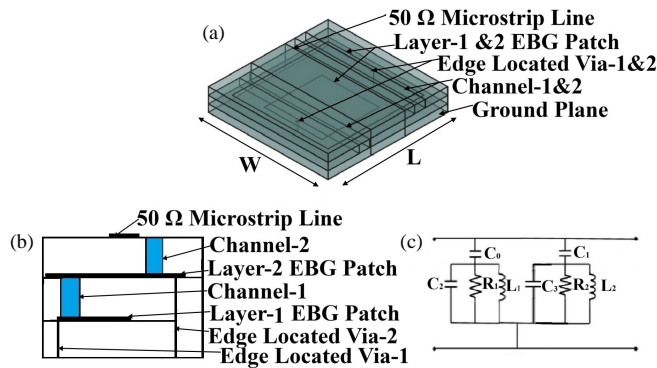 (a)
50 Ω Microstrip Line
Layer-1 &2 EBG Patch
Edge Located Via-1&2
Channel-1&2
Ground Plane
W
L
(b)
50 Ω Microstrip Line
Channel-2
Layer-2 EBG Patch
Channel-1
Layer-1 EBG Patch
Edge Located Via-2
Edge Located Via-1
(c)
C0 C1
C2 R1 L1 C3 R2 L2